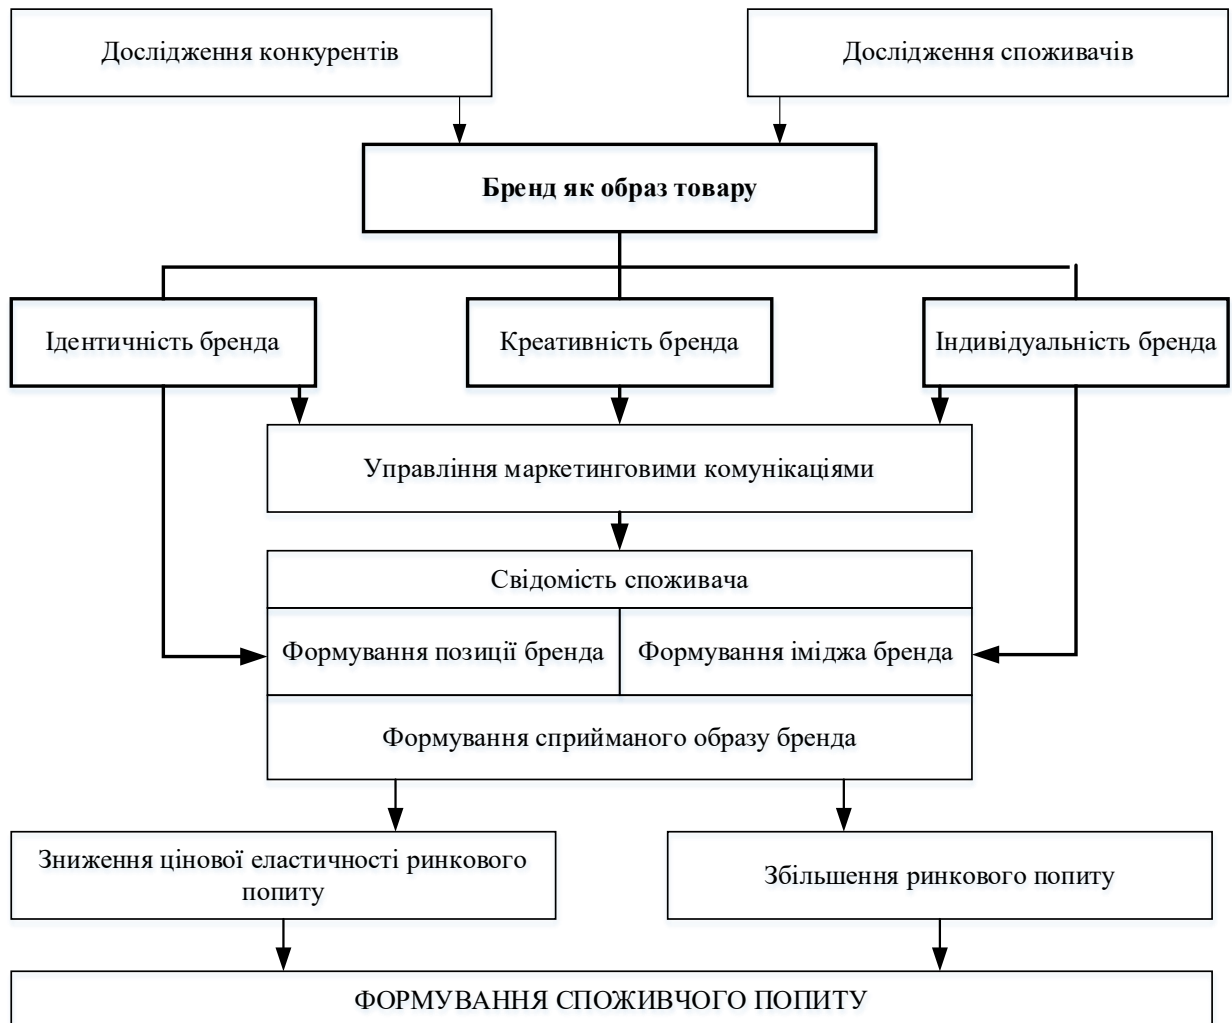 Дослідження конкурентів
Дослідження споживачів
Бренд як образ товару
Ідентичність бренда
Креативність бренда
Індивідуальність бренда
Управління маркетинговими комунікаціями
Свідомість споживача
Формування позиції бренда
Формування іміджа бренда
Формування сприйманого образу бренда
Зниження цінової еластичності ринкового
попиту
Збільшення ринкового попиту
ФОРМУВАННЯ СПОЖИВЧОГО ПОПИТУ